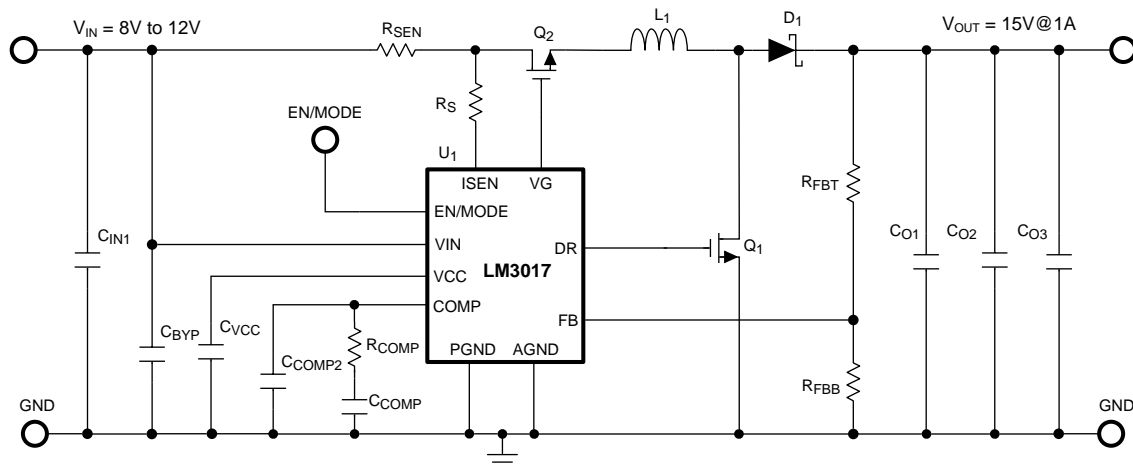 V_IN = 8V to 12V
R_SEN
Q_2
L_1
D_1
V_OUT = 15V@1A
R_S
EN/MODE
U_1
ISEN
VG
R_FBT
EN/MODE
C_IN1
VIN
DR
Q_1
C_O1
C_O2
C_O3
VCC
LM3017
COMP
FB
C_BYP
C_VCC
R_COMP
PGND
AGND
C_COMP2
R_FBB
C_COMP
GND
GND